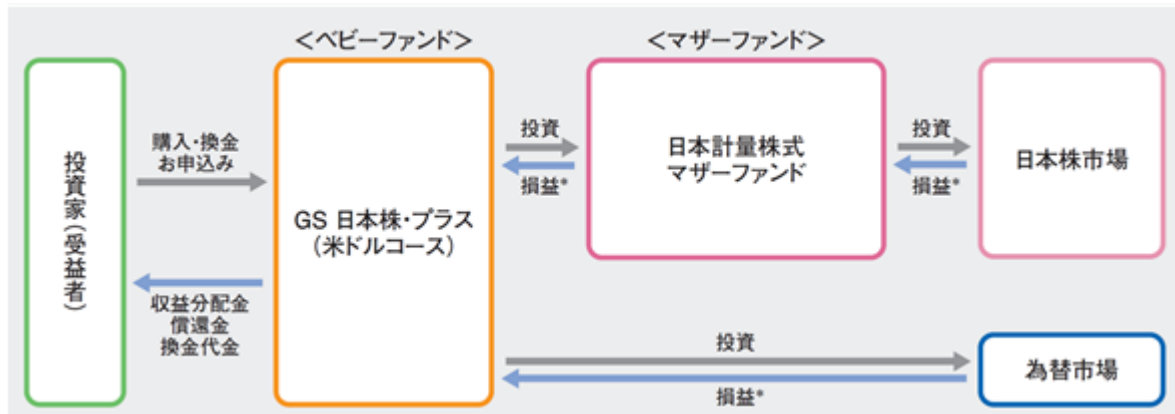 <ベビーファンド>
<マザーファンド>
投資家(受益者)
購入・換金
お申込み
収益分配金
償還金
換金代金
GS 日本株・プラス
(米ドルコース)
投資
損益*
日本計量株式
マザーファンド
投資
損益*
日本株市場
投資
損益*
為替市場